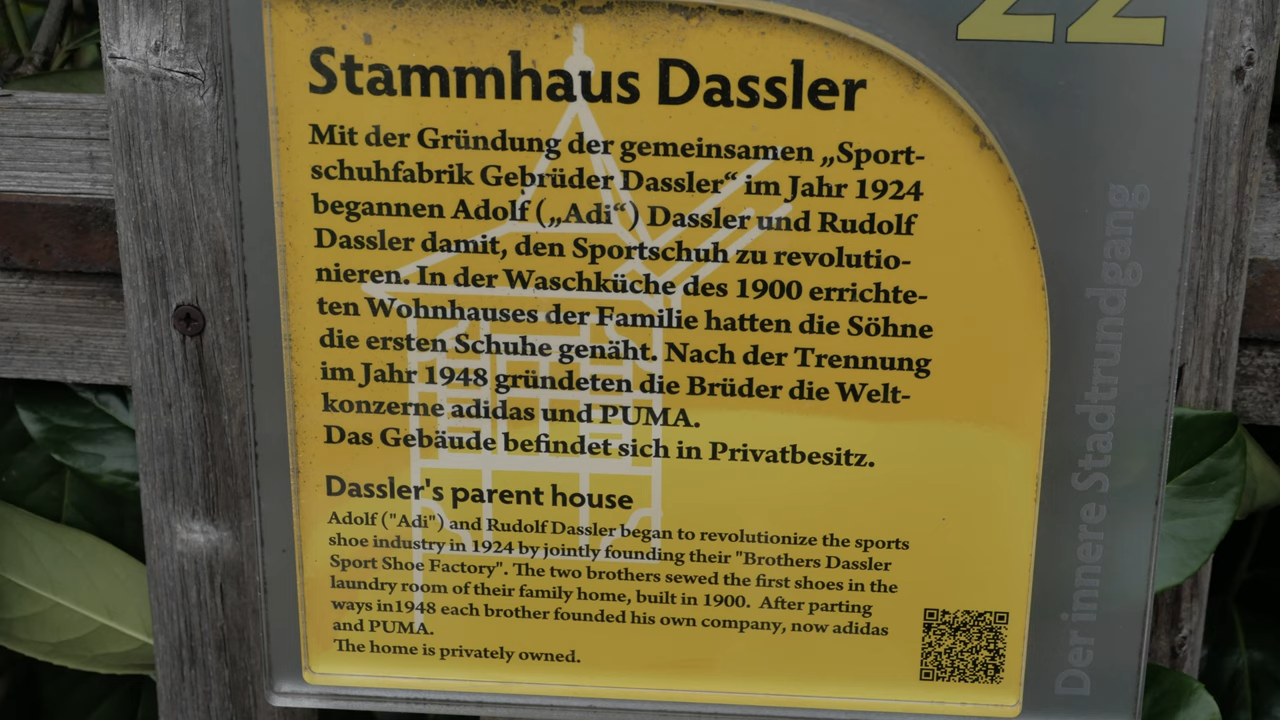 22
Stammhaus Dassler
Mit der Gründung der gemeinsamen „Sport-
schuhfabrik Gebrüder Dassler“ im Jahr 1924
begannen Adolf („Adi“) Dassler und Rudolf
Dassler damit, den Sportschuh zu revolutio-
nieren. In der Waschküche des 1900 errichte-
ten Wohnhauses der Familie hatten die Söhne
die ersten Schuhe genäht. Nach der Trennung
im Jahr 1948 gründeten die Brüder die Welt-
konzerne adidas und PUMA.
Das Gebäude befindet sich in Privatbesitz.
Dassler's parent house
Adolf ("Adi") and Rudolf Dassler began to revolutionize the sports
shoe industry in 1924 by jointly founding their "Brothers Dassler
Sport Shoe Factory". The two brothers sewed the first shoes in the
laundry room of their family home, built in 1900. After parting
ways in1948 each brother founded his own company, now adidas
and PUMA.
The home is privately owned.
Der innere Stadtrundgang